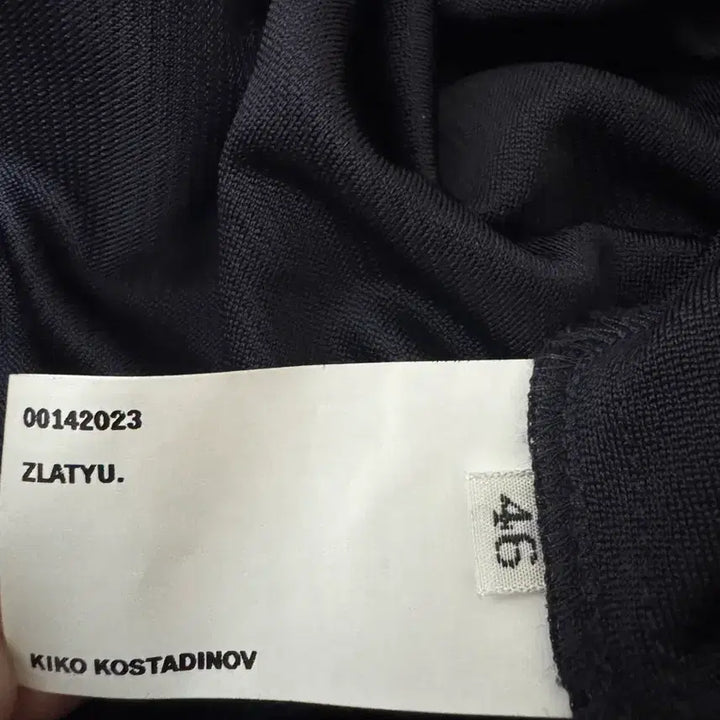 00142023
ZLATYU.
46
KIKO KOSTADINOV